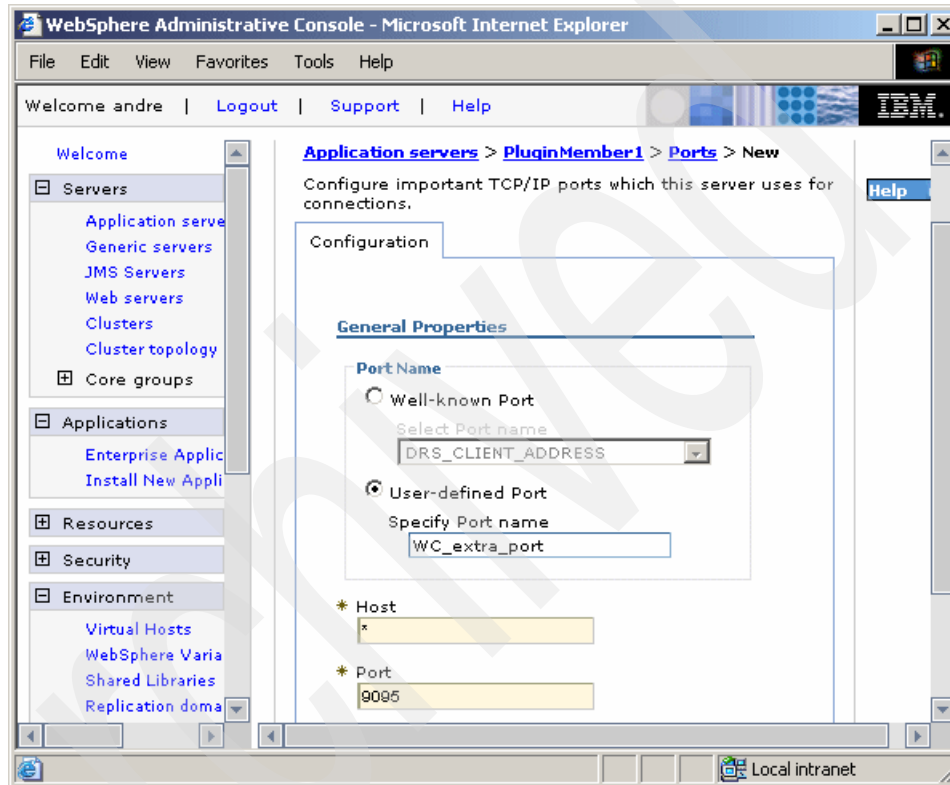 WebSphere Administrative Console - Microsoft Internet Explorer
File Edit View Favorites Tools Help
Welcome andre | Logout | Support | Help
IBM.
Welcome
Servers
Application serve
Generic servers
JMS Servers
Web servers
Clusters
Cluster topology
Core groups
Applications
Enterprise Applic
Install New Appli
Resources
Security
Environment
Virtual Hosts
WebSphere Varia
Shared Libraries
Replication doma
Application servers > PluginMember1 > Ports > New
Configure important TCP/IP ports which this server uses for
connections.
Configuration
General Properties
Port Name
Well-known Port
Select Port name
DRS_CLIENT_ADDRESS
User-defined Port
Specify Port name
WC_extra_port
* Host
*
* Port
9095
Help
Local intranet